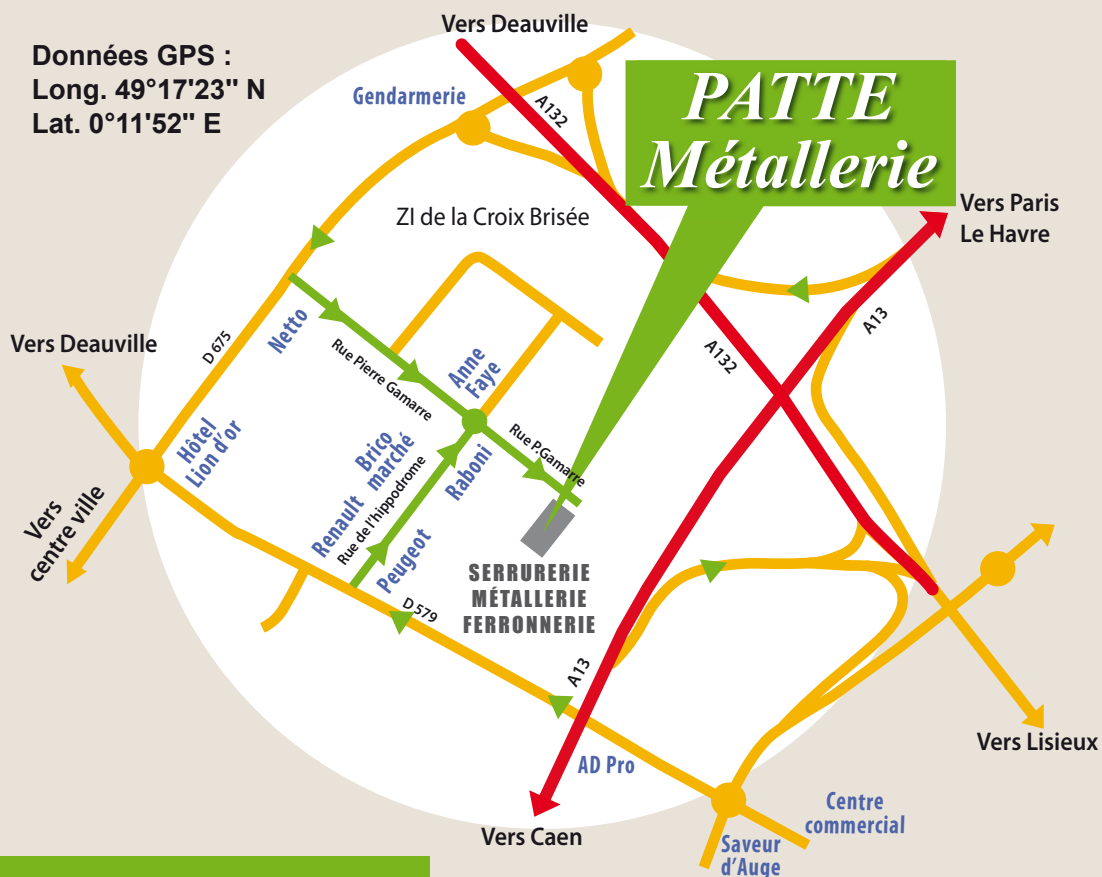 Vers Deauville
Données GPS :
Long. 49°17'23" N
Lat. 0°11'52" E
Gendarmerie
A132
PATTE
Métallerie
Vers Paris
Le Havre
ZI de la Croix Brisée
A13
Netto
D 675
Vers Deauville
Rue Pierre Gamarre
Anne
Faye
A132
Hôtel
Lion d'or
Brico
marché
Raboni
Rue P.Gamarre
Vers
centre ville
Renault
Rue de l'hippodrome
Peugeot
SERRURERIE
MÉTALLERIE
FERRONNERIE
D 579
A13
Vers Lisieux
AD Pro
Centre
commercial
Vers Caen
Saveur
d'Auge